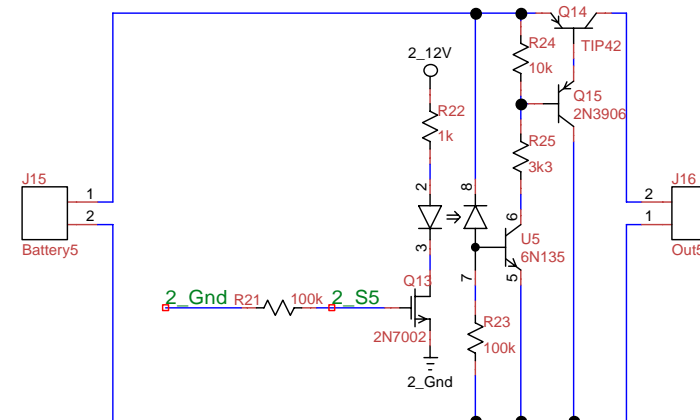 Q14
TIP42
R24
10k
2_12V
Q15
2N3906
R22
1k
R25
3k3
J15
1
2
Battery5
J16
2
1
Out5
2
8
6
3
7
5
U5
6N135
Q13
2N7002
2_Gnd
R21
100k
2_S5
R23
100k
2_Gnd